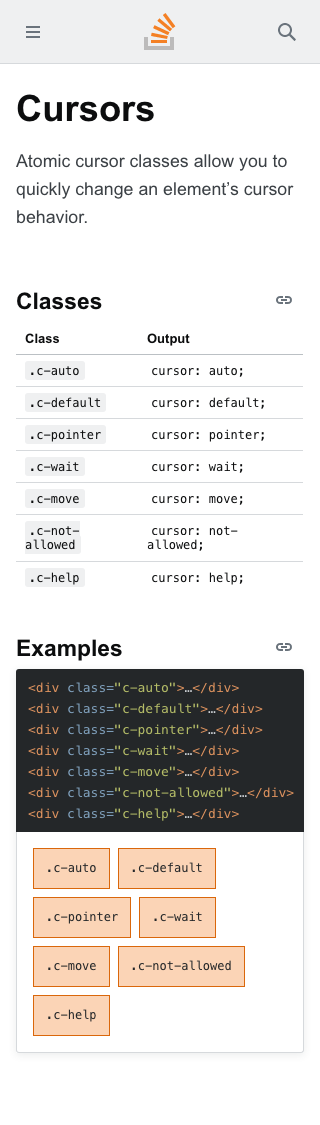 Cursors
Atomic cursor classes allow you to
quickly change an element’s cursor
behavior.
Classes
Class Output
.c-auto cursor: auto;
.c-default cursor: default;
.c-pointer cursor: pointer;
.c-wait cursor: wait;
.c-move cursor: move;
.c-not- cursor: not-
allowed allowed;
.c-help cursor: help;
Examples
<div class="c-auto">…</div>
<div class="c-default">…</div>
<div class="c-pointer">…</div>
<div class="c-wait">…</div>
<div class="c-move">…</div>
<div class="c-not-allowed">…</div>
<div class="c-help">…</div>
.c-auto .c-default
.c-pointer .c-wait
.c-move .c-not-allowed
.c-help